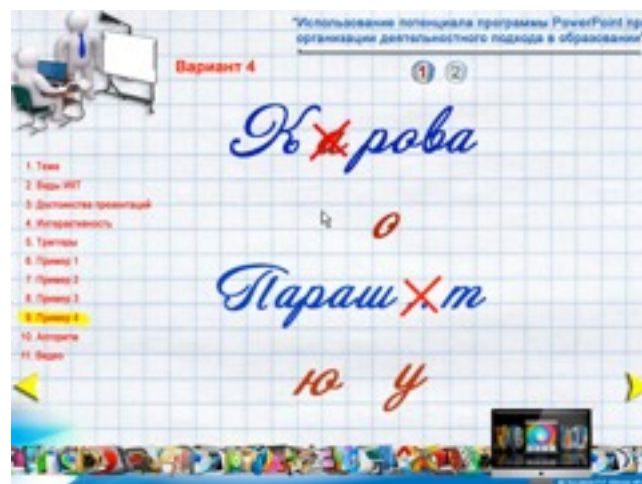 "Использование потенциала программы PowerPoint при
организации деятельностного подхода в образовании"
Вариант 4
1 2
Карова
о
Параш т
ю у
1. Тема
2. Виды ИКТ
3. Достоинства презентаций
4. Интерактивность
5. Триггеры
6. Пример 1
7. Пример 2
8. Пример 3
9. Пример 4
10. Алгоритм
11. Видео